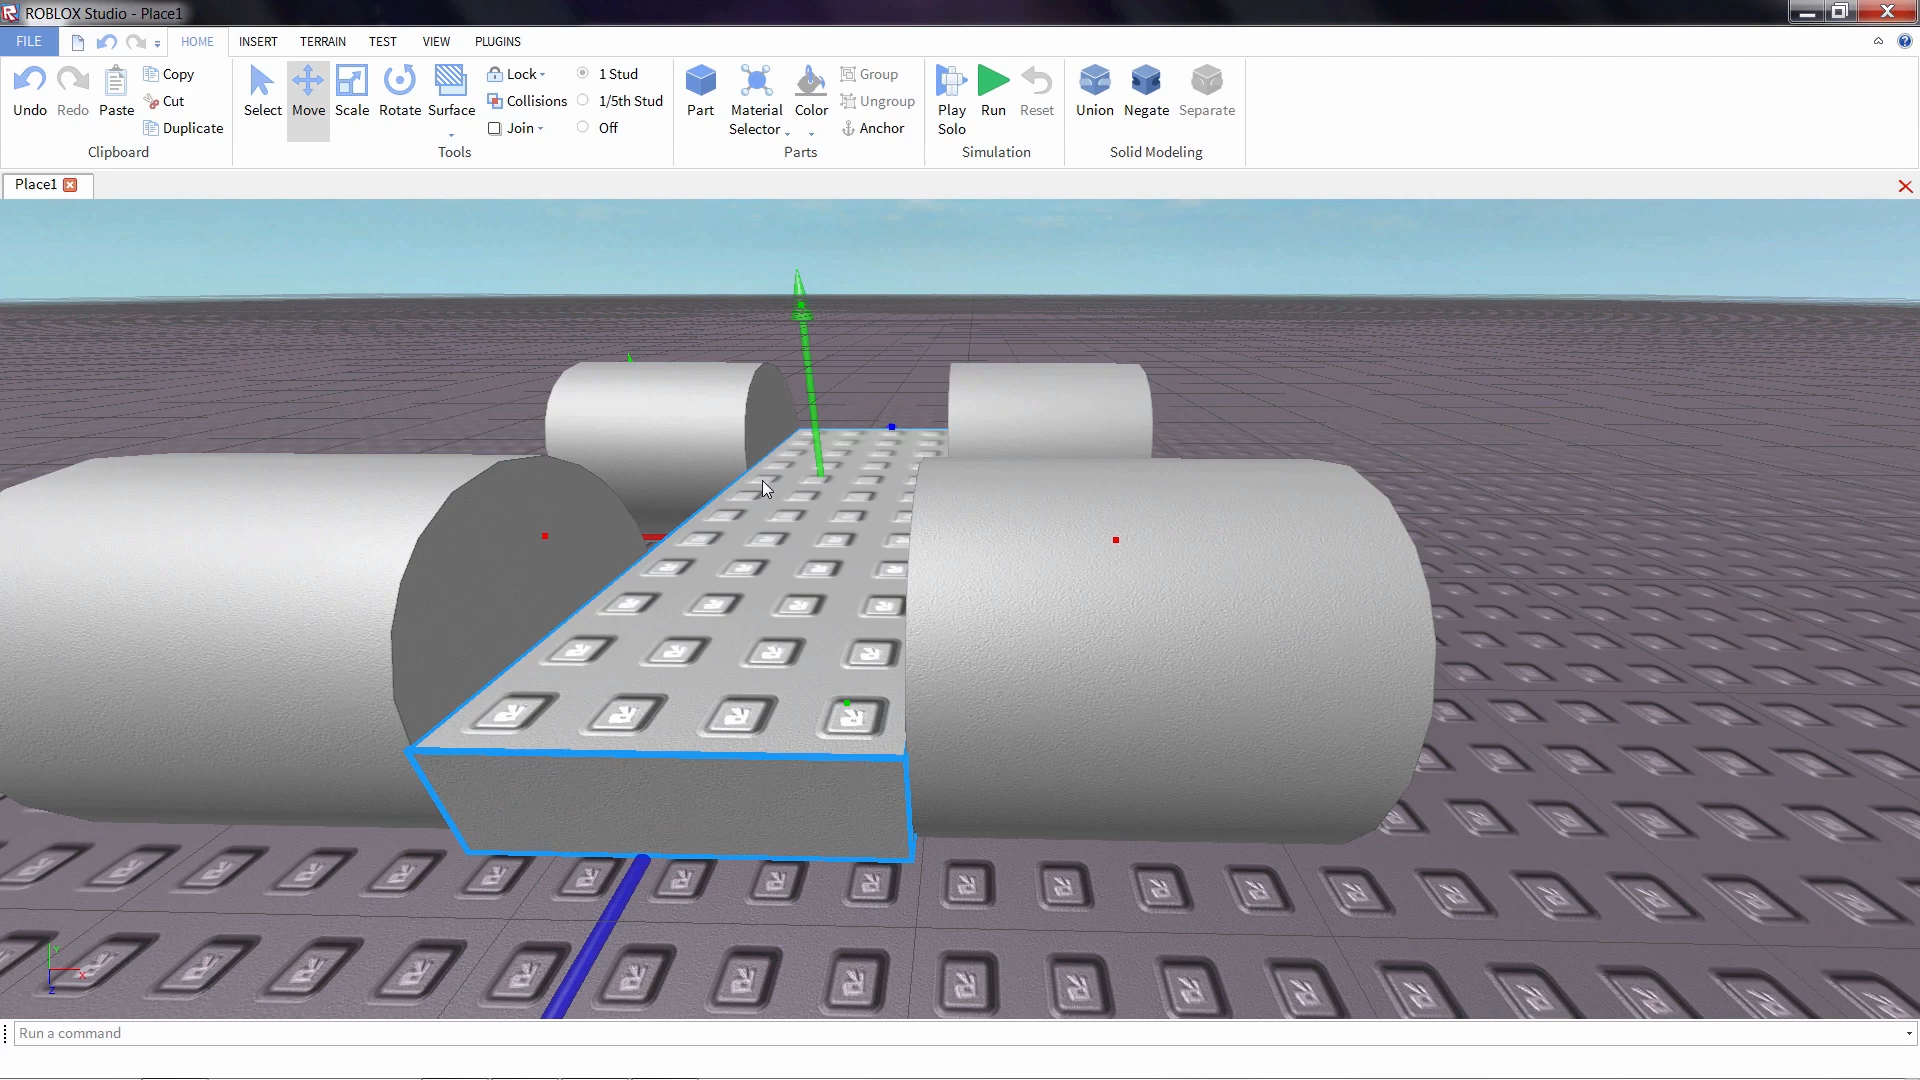 ROBLOX Studio - Place1
FILE HOME INSERT TERRAIN TEST VIEW PLUGINS
Undo Redo Paste Copy Cut Duplicate
Clipboard
Select Move Scale Rotate Surface Lock Collisions Join 1 Stud 1/5th Stud Off
Tools
Part Material Selector Color Group Ungroup Anchor
Parts
Play Solo Run Reset
Simulation
Union Negate Separate
Solid Modeling
Place1
Y
X
Z
Run a command